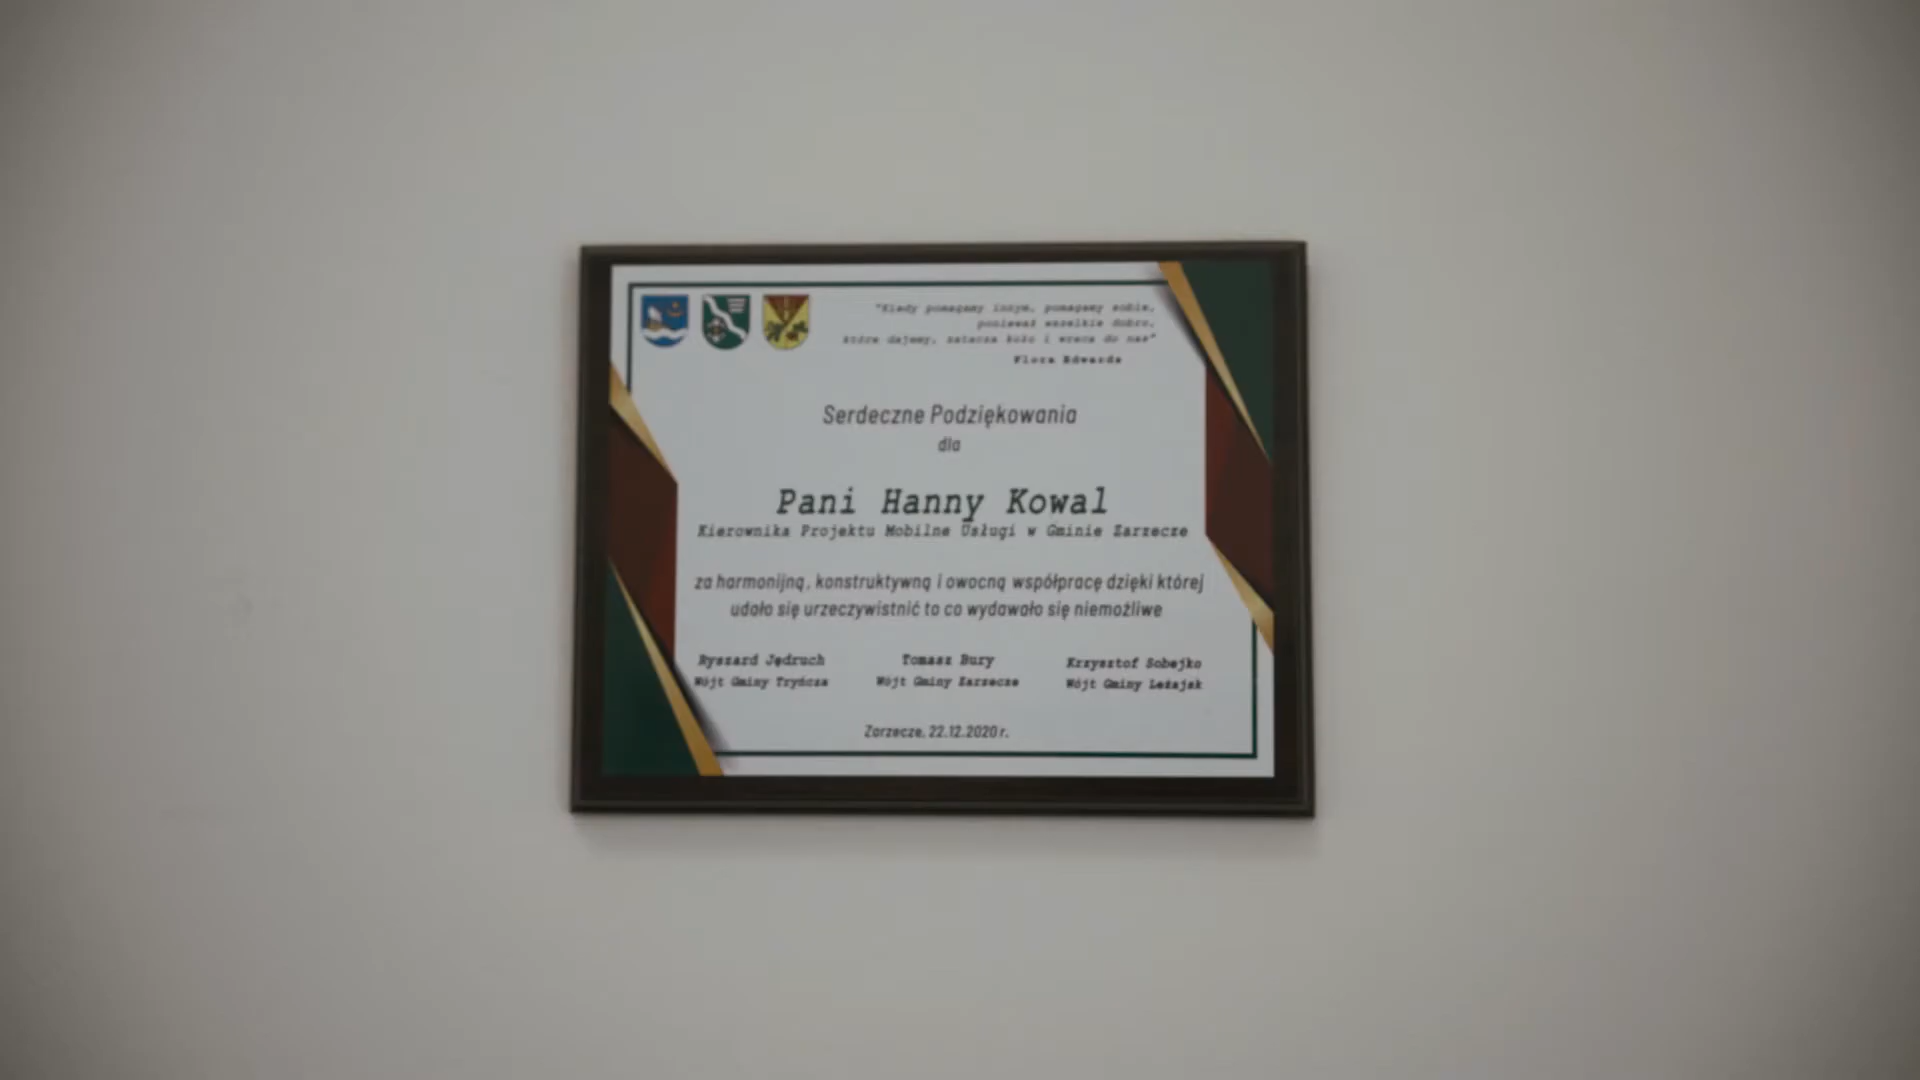 "Kiedy pomagamy innym, pomagamy sobie,
ponieważ wszelkie dobro,
które dajemy, zatacza koło i wraca do nas"
Flora Edwards
Serdeczne Podziękowania
dla
Pani Hanny Kowal
Kierownika Projektu Mobilne Usługi w Gminie Zarzecze
za harmonijną, konstruktywną i owocną współpracę dzięki której
udało się urzeczywistnić to co wydawało się niemożliwe
Ryszard Jędruch
Wójt Gminy Tryńcza
Tomasz Bury
Wójt Gminy Zarzecze
Krzysztof Sobejko
Wójt Gminy Leżajsk
Zarzecze, 22.12.2020 r.